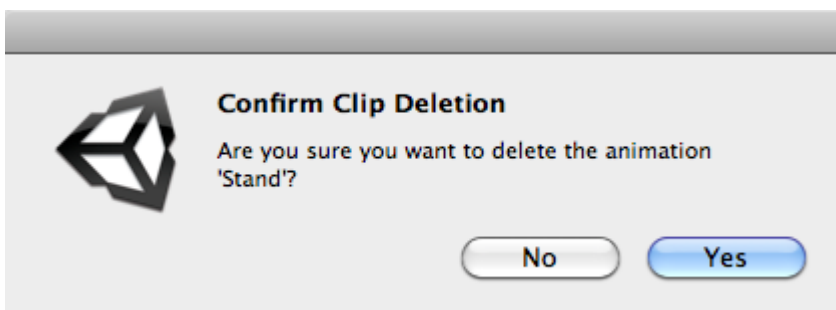 Confirm Clip Deletion
Are you sure you want to delete the animation
'Stand'?
No
Yes